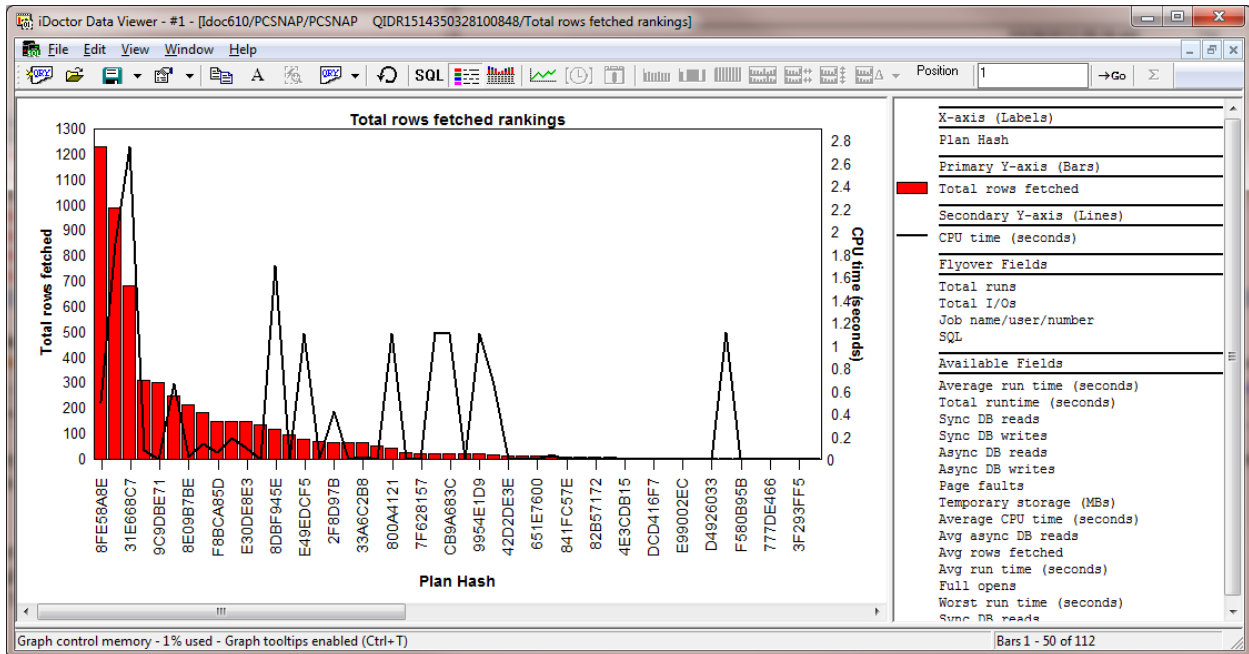 iDoctor Data Viewer - #1 - [Idoc610/PCSNAP/PCSNAP QIDR1514350328100848/Total rows fetched rankings]
File Edit View Window Help
QRY A QRY SQL Position 1 →Go Σ
Total rows fetched rankings
Total rows fetched
1300
1200
1100
1000
900
800
700
600
500
400
300
200
100
0
2.8
2.6
2.4
2.2
2
1.8
1.6
1.4
1.2
1
0.8
0.6
0.4
0.2
0
CPU time (seconds)
8FE58A8E
31E668C7
9C9DBE71
8E09B7BE
F8BCA85D
E30DE8E3
8DBF945E
E49EDCF5
2F8D97B
33A6C2B8
800A4121
7F628157
CB9A683C
9954E1D9
42D2DE3E
651E7600
841FC57E
82B57172
4E3CDB15
DCD416F7
E99002EC
D4926033
F580B95B
777DE466
3F293FF5
Plan Hash
X-axis (Labels)
Plan Hash
Primary Y-axis (Bars)
Total rows fetched
Secondary Y-axis (Lines)
CPU time (seconds)
Flyover Fields
Total runs
Total I/Os
Job name/user/number
SQL
Available Fields
Average run time (seconds)
Total runtime (seconds)
Sync DB reads
Sync DB writes
Async DB reads
Async DB writes
Page faults
Temporary storage (MBs)
Average CPU time (seconds)
Avg async DB reads
Avg rows fetched
Avg run time (seconds)
Full opens
Worst run time (seconds)
Sync DB reads
Graph control memory - 1% used - Graph tooltips enabled (Ctrl+T)
Bars 1 - 50 of 112